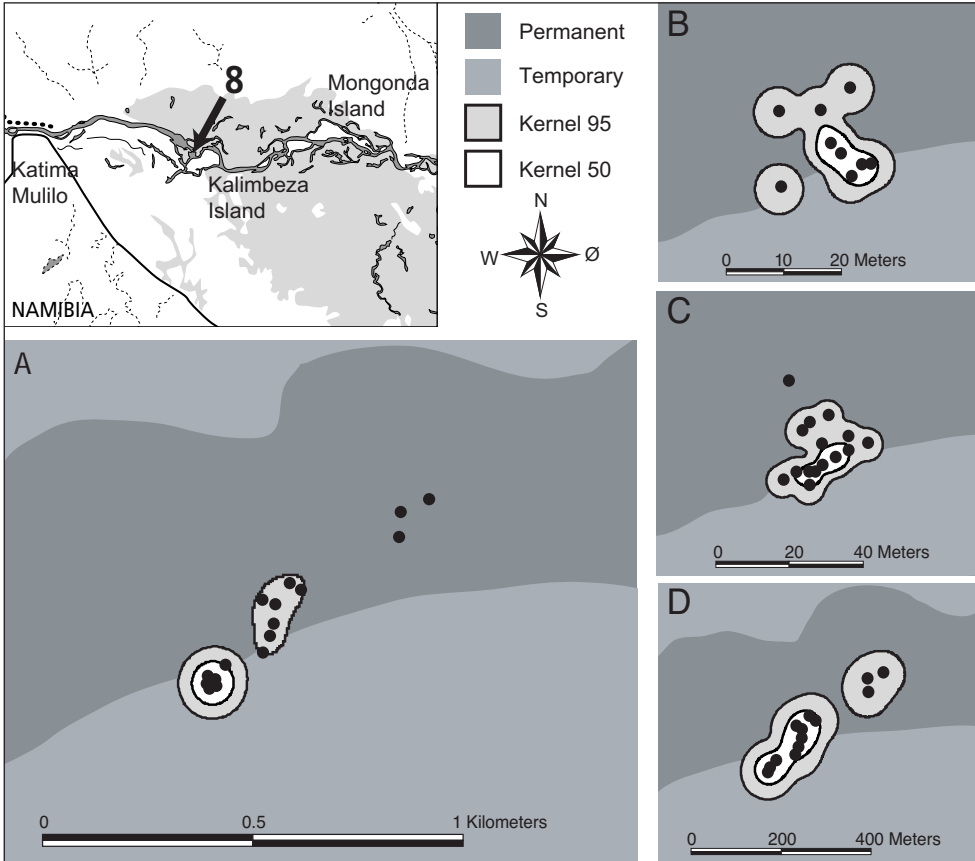 8
Mongonda
Island
Katima
Mulilo
Kalimbeza
Island
NAMIBIA
Permanent
Temporary
Kernel 95
Kernel 50
N
W
Ø
S
A
0 0.5 1 Kilometers
B
0 10 20 Meters
C
0 20 40 Meters
D
0 200 400 Meters